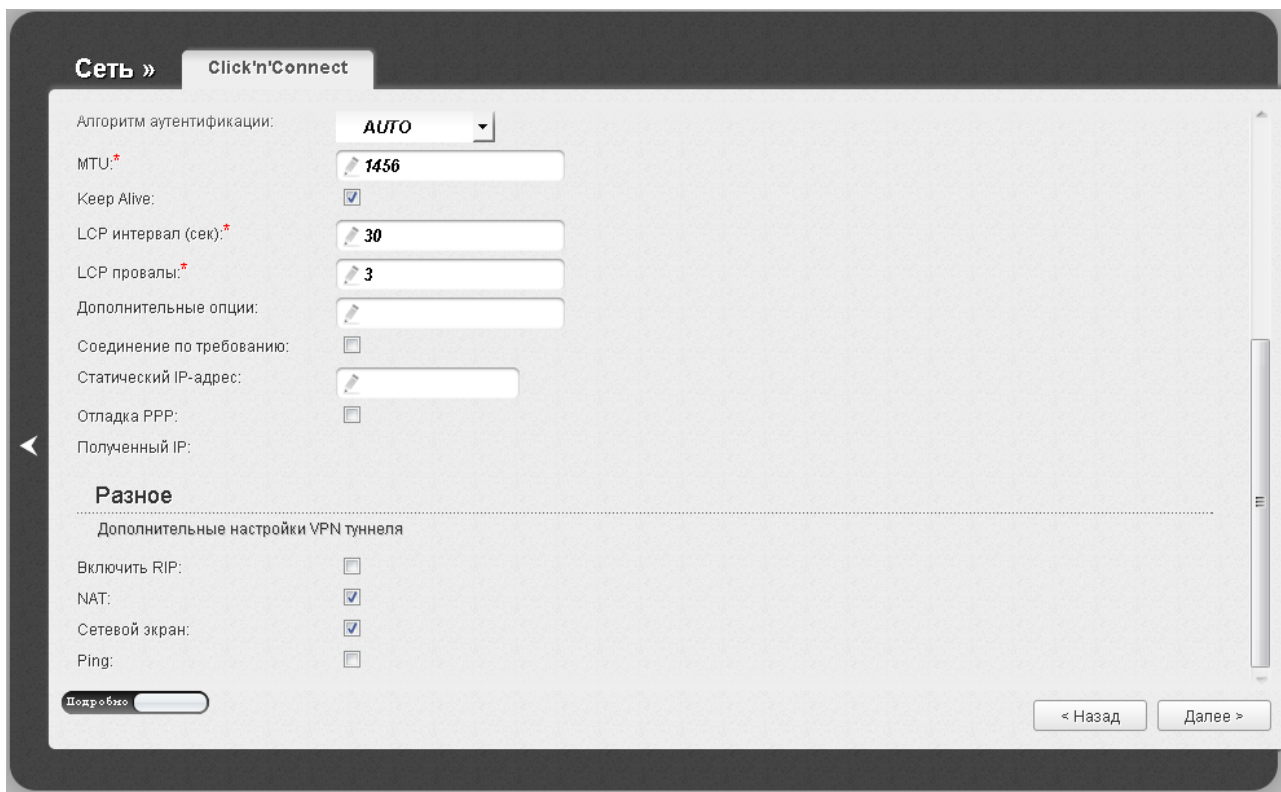 Сеть »
Click'n'Connect
Алгоритм аутентификации: AUTO
MTU:* 1456
Keep Alive:
LCP интервал (сек):* 30
LCP провалы:* 3
Дополнительные опции:
Соединение по требованию:
Статический IP-адрес:
Отладка PPP:
Полученный IP:
Разное
Дополнительные настройки VPN туннеля
Включить RIP:
NAT:
Сетевой экран:
Ping:
Подробно
< Назад
Далее >